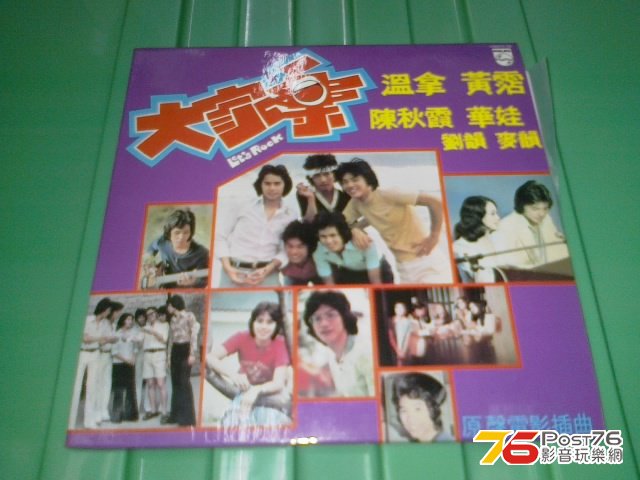 大家樂
Let's Rock
溫拿 黃霑
陳秋霞 華娃
劉韻 麥韻
原聲電影插曲
76 POST76
影音玩樂網